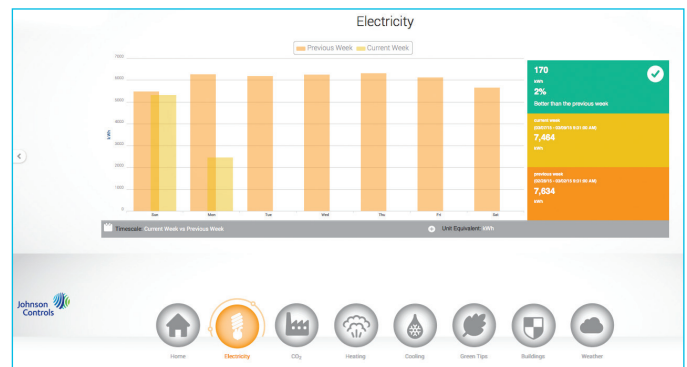 Electricity
Previous Week Current Week
7000
6000
5000
4000
3000
2000
1000
0
kWh
Sun Mon Tue Wed Thu Fri Sat
170
kWh
2%
Better than the previous week
current week
7,464
kWh
previous week
7,634
kWh
Timescale: Current Week vs Previous Week
Unit Equivalent: kWh
Johnson
Controls
Home Electricity CO₂ Heating Cooling Green Tips Buildings Weather